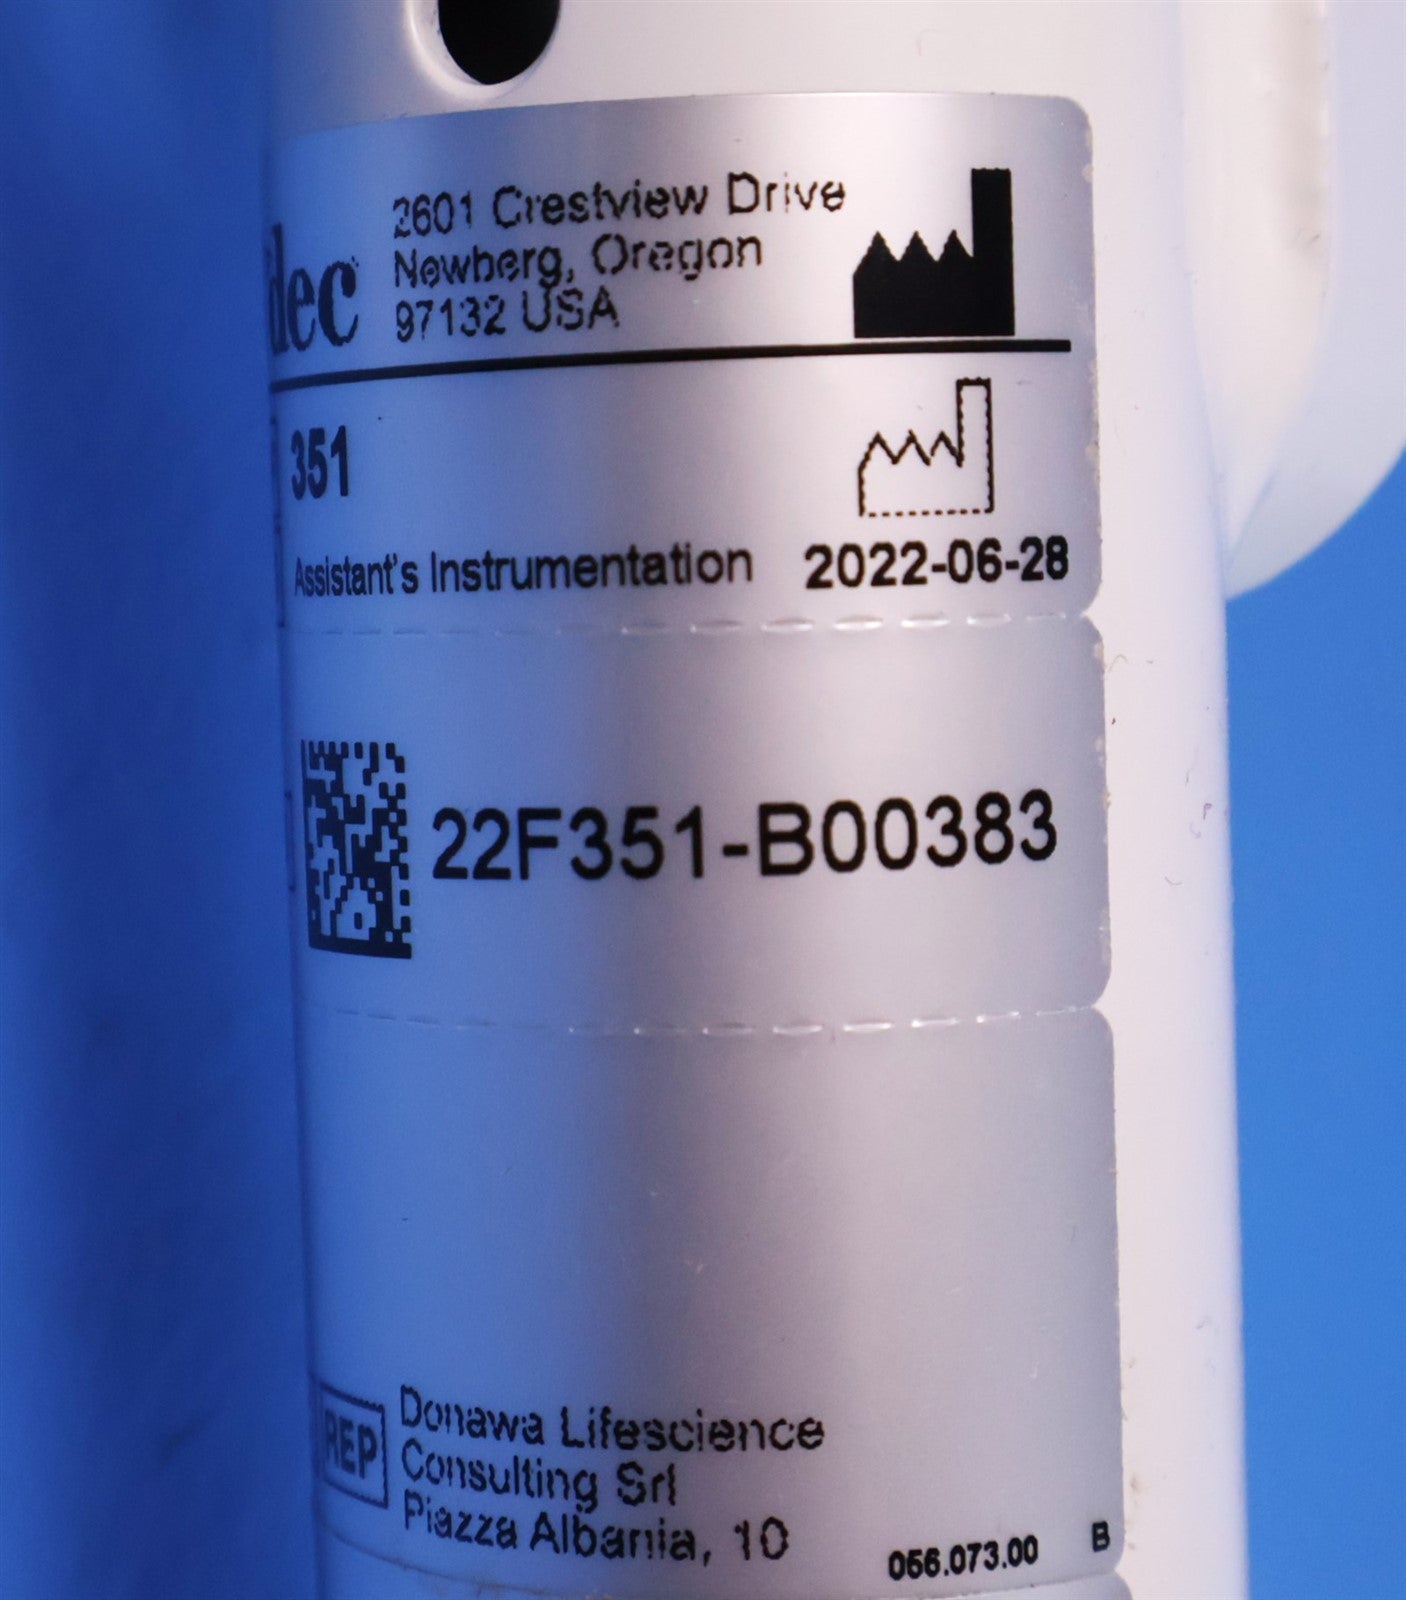 2601 Crestview Drive
Newberg, Oregon
97132 USA
dec
351
Assistant's Instrumentation 2022-06-28
22F351-B00383
REP
Donawa Lifescience
Consulting Srl
Piazza Albania, 10
056.073.00 B